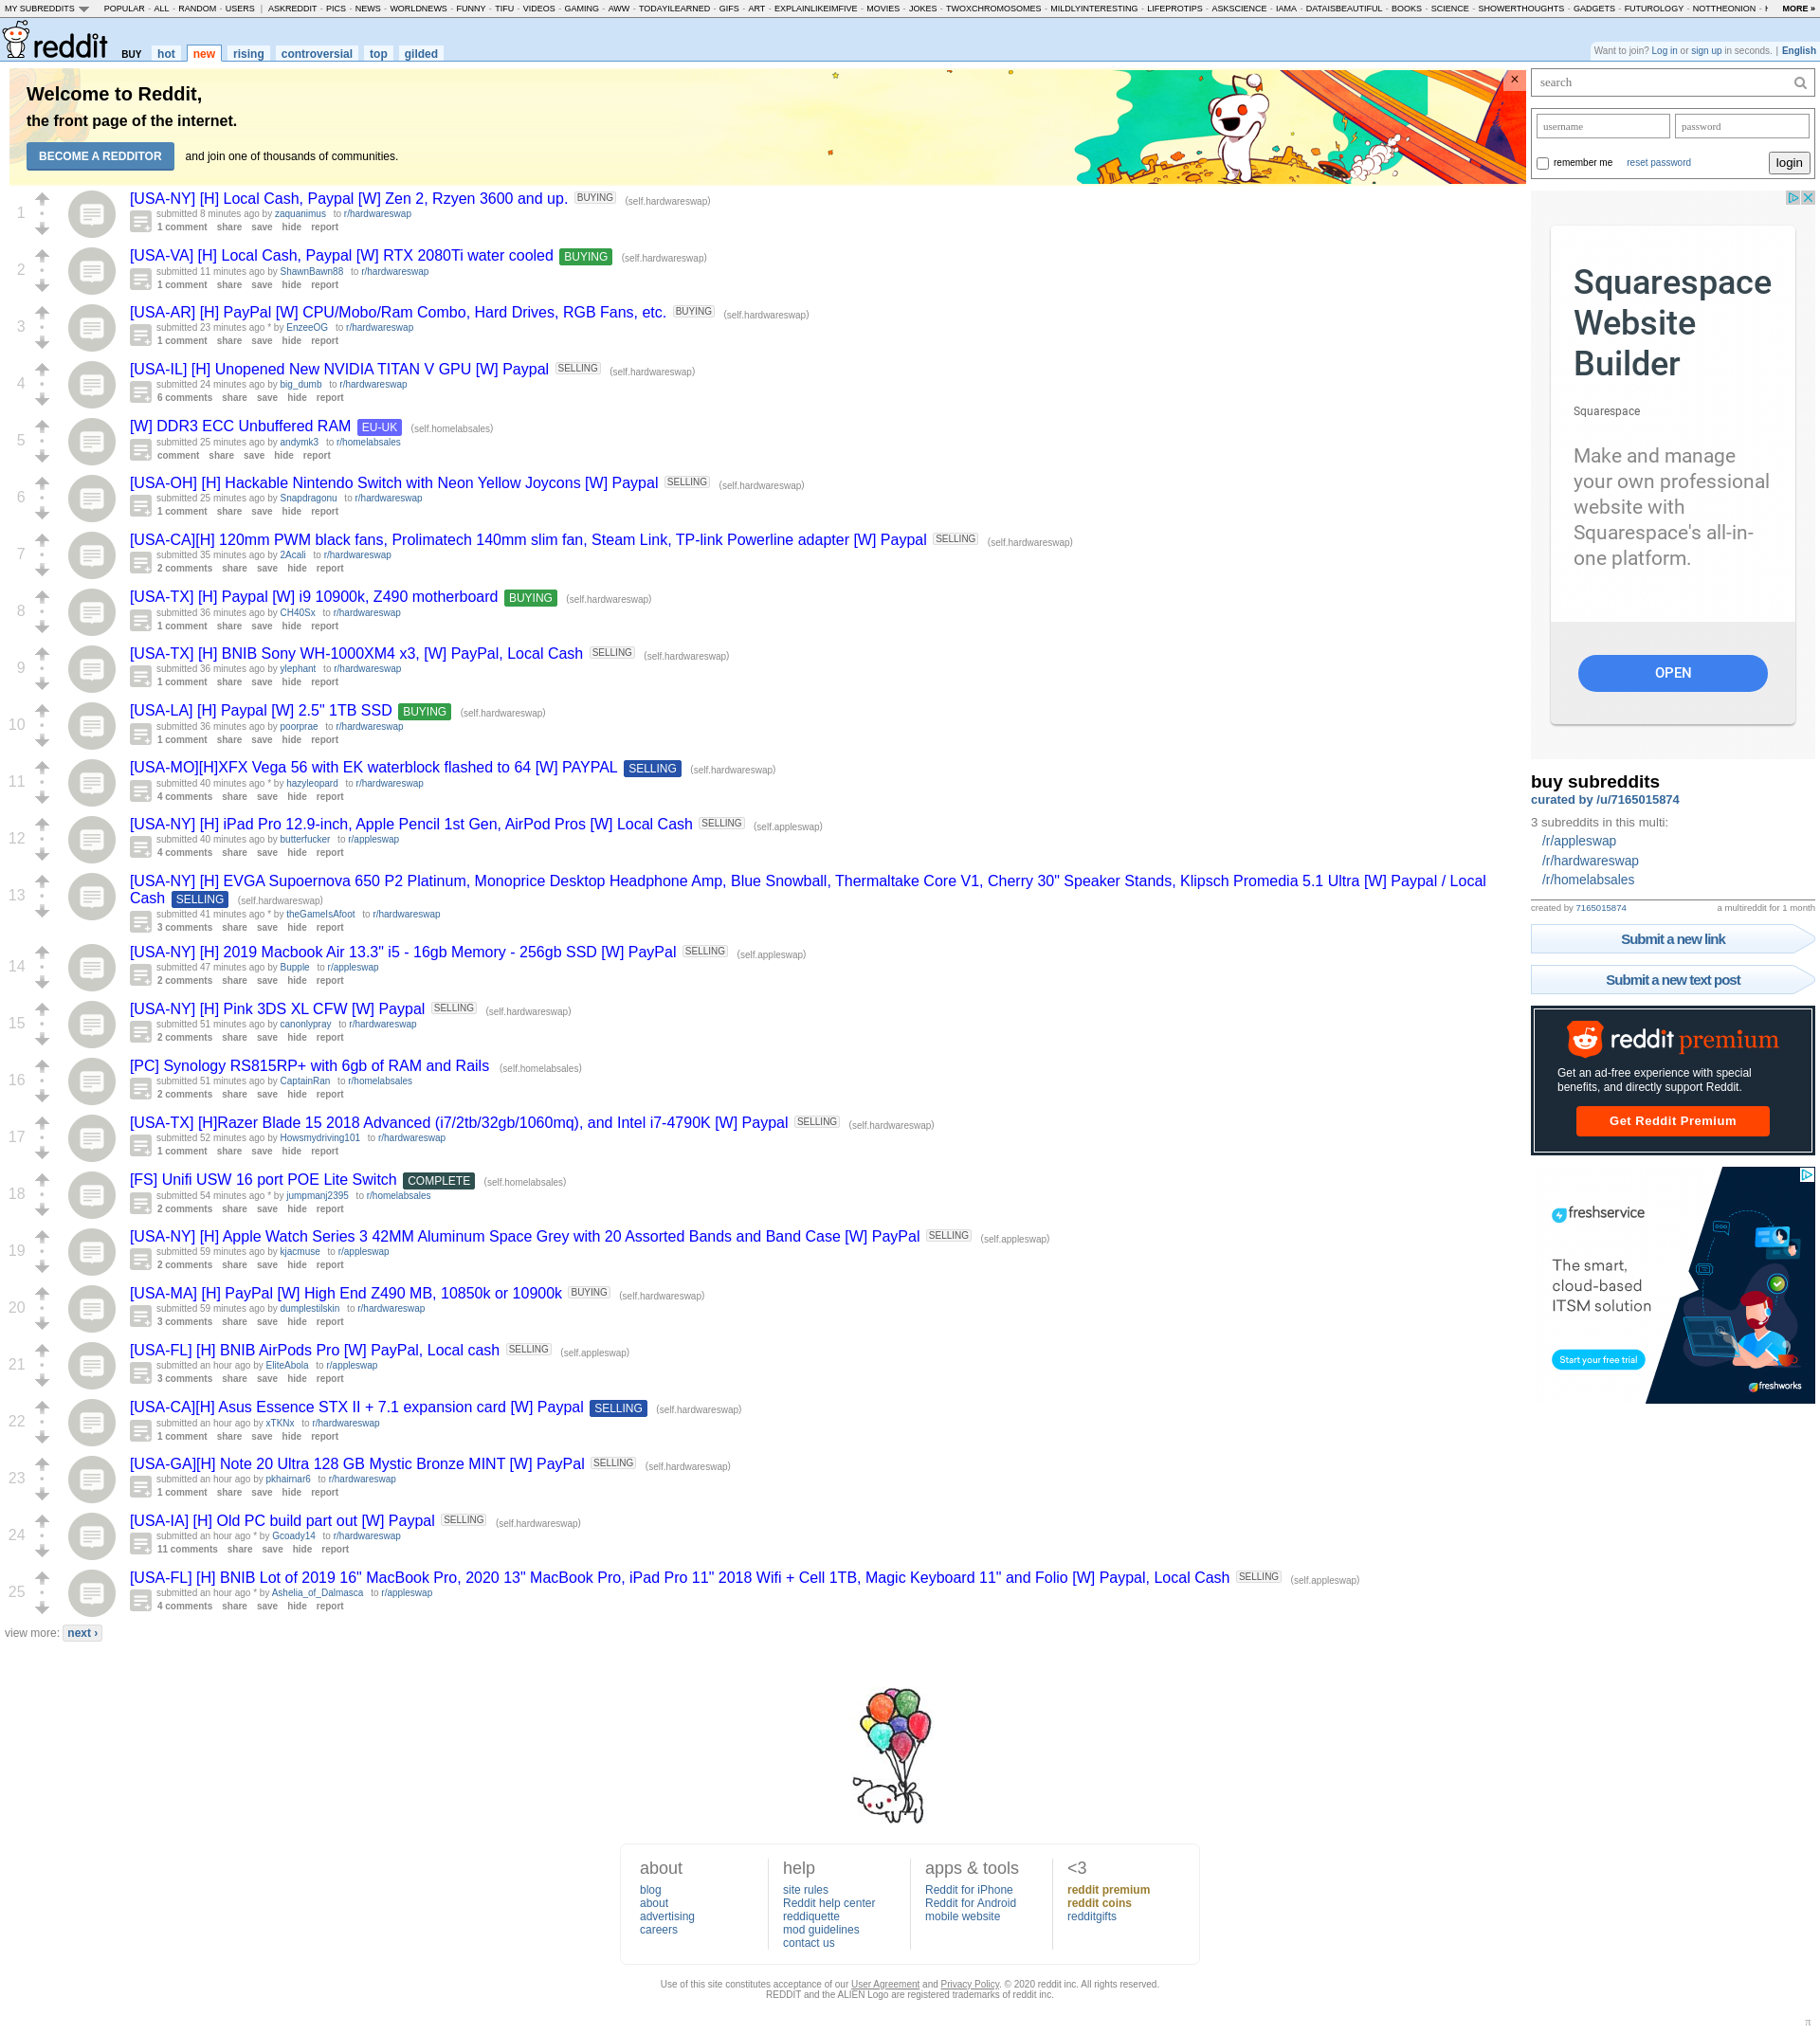 MY SUBREDDITS POPULAR - ALL - RANDOM - USERS | ASKREDDIT - PICS - NEWS - WORLDNEWS - FUNNY - TIFU - VIDEOS - GAMING - AWW - TODAYILEARNED - GIFS - ART - EXPLAINLIKEIMFIVE - MOVIES - JOKES - TWOXCHROMOSOMES - MILDLYINTERESTING - LIFEPROTIPS - ASKSCIENCE - IAMA - DATAISBEAUTIFUL - BOOKS - SCIENCE - SHOWERTHOUGHTS - GADGETS - FUTUROLOGY - NOTTHEONION - MORE »
reddit BUY hot new rising controversial top gilded
Want to join? Log in or sign up in seconds. | English
Welcome to Reddit,
the front page of the internet.
BECOME A REDDITOR and join one of thousands of communities.
×
1
[USA-NY] [H] Local Cash, Paypal [W] Zen 2, Rzyen 3600 and up. BUYING (self.hardwareswap)
submitted 8 minutes ago by zaquanimus to r/hardwareswap
1 comment share save hide report
2
[USA-VA] [H] Local Cash, Paypal [W] RTX 2080Ti water cooled BUYING (self.hardwareswap)
submitted 11 minutes ago by ShawnBawn88 to r/hardwareswap
1 comment share save hide report
3
[USA-AR] [H] PayPal [W] CPU/Mobo/Ram Combo, Hard Drives, RGB Fans, etc. BUYING (self.hardwareswap)
submitted 23 minutes ago * by EnzeeOG to r/hardwareswap
1 comment share save hide report
4
[USA-IL] [H] Unopened New NVIDIA TITAN V GPU [W] Paypal SELLING (self.hardwareswap)
submitted 24 minutes ago by big_dumb to r/hardwareswap
6 comments share save hide report
5
[W] DDR3 ECC Unbuffered RAM EU-UK (self.homelabsales)
submitted 25 minutes ago by andymk3 to r/homelabsales
comment share save hide report
6
[USA-OH] [H] Hackable Nintendo Switch with Neon Yellow Joycons [W] Paypal SELLING (self.hardwareswap)
submitted 25 minutes ago by Snapdragonu to r/hardwareswap
1 comment share save hide report
7
[USA-CA][H] 120mm PWM black fans, Prolimatech 140mm slim fan, Steam Link, TP-link Powerline adapter [W] Paypal SELLING (self.hardwareswap)
submitted 35 minutes ago by 2Acali to r/hardwareswap
2 comments share save hide report
8
[USA-TX] [H] Paypal [W] i9 10900k, Z490 motherboard BUYING (self.hardwareswap)
submitted 36 minutes ago by CH40Sx to r/hardwareswap
1 comment share save hide report
9
[USA-TX] [H] BNIB Sony WH-1000XM4 x3, [W] PayPal, Local Cash SELLING (self.hardwareswap)
submitted 36 minutes ago by ylephant to r/hardwareswap
1 comment share save hide report
10
[USA-LA] [H] Paypal [W] 2.5" 1TB SSD BUYING (self.hardwareswap)
submitted 36 minutes ago by poorprae to r/hardwareswap
1 comment share save hide report
11
[USA-MO][H]XFX Vega 56 with EK waterblock flashed to 64 [W] PAYPAL SELLING (self.hardwareswap)
submitted 40 minutes ago * by hazyleopard to r/hardwareswap
4 comments share save hide report
12
[USA-NY] [H] iPad Pro 12.9-inch, Apple Pencil 1st Gen, AirPod Pros [W] Local Cash SELLING (self.appleswap)
submitted 40 minutes ago by butterfucker to r/appleswap
4 comments share save hide report
13
[USA-NY] [H] EVGA Supoernova 650 P2 Platinum, Monoprice Desktop Headphone Amp, Blue Snowball, Thermaltake Core V1, Cherry 30" Speaker Stands, Klipsch Promedia 5.1 Ultra [W] Paypal / Local
Cash SELLING (self.hardwareswap)
submitted 41 minutes ago * by theGameIsAfoot to r/hardwareswap
3 comments share save hide report
14
[USA-NY] [H] 2019 Macbook Air 13.3" i5 - 16gb Memory - 256gb SSD [W] PayPal SELLING (self.appleswap)
submitted 47 minutes ago by Bupple to r/appleswap
2 comments share save hide report
15
[USA-NY] [H] Pink 3DS XL CFW [W] Paypal SELLING (self.hardwareswap)
submitted 51 minutes ago by canonlypray to r/hardwareswap
2 comments share save hide report
16
[PC] Synology RS815RP+ with 6gb of RAM and Rails (self.homelabsales)
submitted 51 minutes ago by CaptainRan to r/homelabsales
2 comments share save hide report
17
[USA-TX] [H]Razer Blade 15 2018 Advanced (i7/2tb/32gb/1060mq), and Intel i7-4790K [W] Paypal SELLING (self.hardwareswap)
submitted 52 minutes ago by Howsmydriving101 to r/hardwareswap
1 comment share save hide report
18
[FS] Unifi USW 16 port POE Lite Switch COMPLETE (self.homelabsales)
submitted 54 minutes ago * by jumpmanj2395 to r/homelabsales
2 comments share save hide report
19
[USA-NY] [H] Apple Watch Series 3 42MM Aluminum Space Grey with 20 Assorted Bands and Band Case [W] PayPal SELLING (self.appleswap)
submitted 59 minutes ago by kjacmuse to r/appleswap
2 comments share save hide report
20
[USA-MA] [H] PayPal [W] High End Z490 MB, 10850k or 10900k BUYING (self.hardwareswap)
submitted 59 minutes ago by dumplestilskin to r/hardwareswap
3 comments share save hide report
21
[USA-FL] [H] BNIB AirPods Pro [W] PayPal, Local cash SELLING (self.appleswap)
submitted an hour ago by EliteAbola to r/appleswap
3 comments share save hide report
22
[USA-CA][H] Asus Essence STX II + 7.1 expansion card [W] Paypal SELLING (self.hardwareswap)
submitted an hour ago by xTKNx to r/hardwareswap
1 comment share save hide report
23
[USA-GA][H] Note 20 Ultra 128 GB Mystic Bronze MINT [W] PayPal SELLING (self.hardwareswap)
submitted an hour ago by pkhairnar6 to r/hardwareswap
1 comment share save hide report
24
[USA-IA] [H] Old PC build part out [W] Paypal SELLING (self.hardwareswap)
submitted an hour ago * by Gcoady14 to r/hardwareswap
11 comments share save hide report
25
[USA-FL] [H] BNIB Lot of 2019 16" MacBook Pro, 2020 13" MacBook Pro, iPad Pro 11" 2018 Wifi + Cell 1TB, Magic Keyboard 11" and Folio [W] Paypal, Local Cash SELLING (self.appleswap)
submitted an hour ago * by Ashelia_of_Dalmasca to r/appleswap
4 comments share save hide report
view more: next ›
search
username password
remember me reset password login
Squarespace
Website
Builder
Squarespace
Make and manage
your own professional
website with
Squarespace's all-in-
one platform.
OPEN
buy subreddits
curated by /u/7165015874
3 subreddits in this multi:
/r/appleswap
/r/hardwareswap
/r/homelabsales
created by 7165015874 a multireddit for 1 month
Submit a new link
Submit a new text post
reddit premium
Get an ad-free experience with special
benefits, and directly support Reddit.
Get Reddit Premium
freshservice
The smart,
cloud-based
ITSM solution
Start your free trial
freshworks
about
blog
about
advertising
careers
help
site rules
Reddit help center
reddiquette
mod guidelines
contact us
apps & tools
Reddit for iPhone
Reddit for Android
mobile website
<3
reddit premium
reddit coins
redditgifts
Use of this site constitutes acceptance of our User Agreement and Privacy Policy. © 2020 reddit inc. All rights reserved.
REDDIT and the ALIEN Logo are registered trademarks of reddit inc.
π